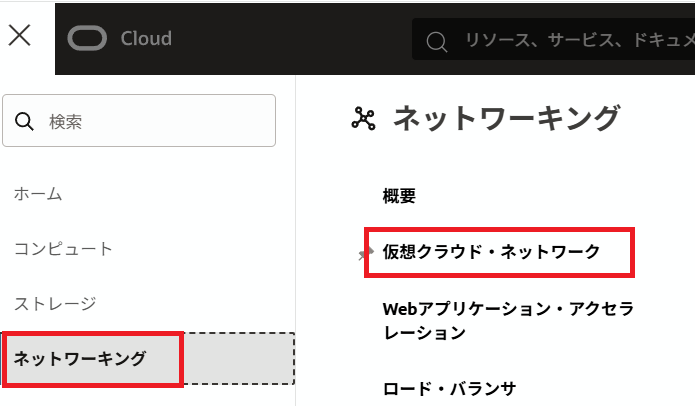 Cloud
リソース、サービス、ドキュメ
検索
ホーム
コンピュート
ストレージ
ネットワーキング
ネットワーキング
概要
仮想クラウド・ネットワーク
Webアプリケーション・アクセラ
レーション
ロード・バランサ